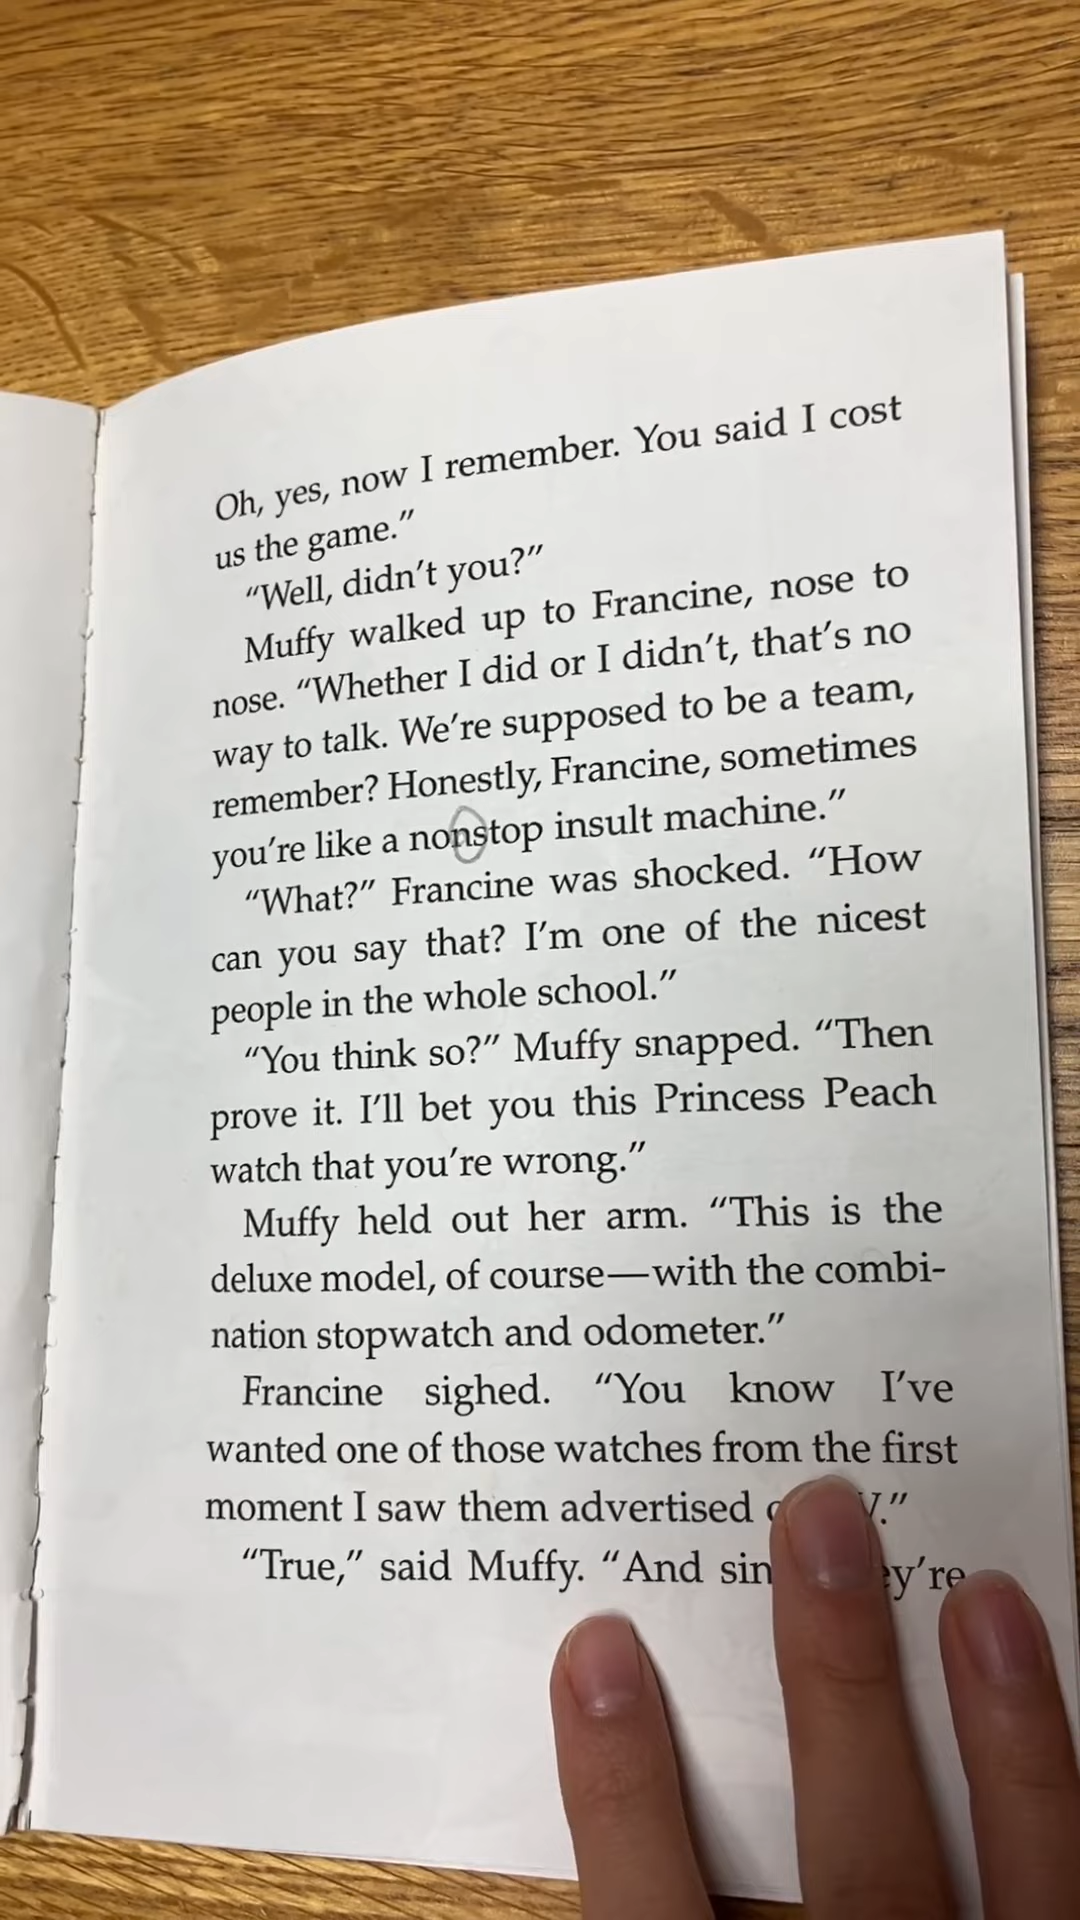 Oh, yes, now I remember. You said I cost
us the game.”
“Well, didn’t you?”
Muffy walked up to Francine, nose to
nose. “Whether I did or I didn’t, that’s no
way to talk. We’re supposed to be a team,
remember? Honestly, Francine, sometimes
you’re like a nonstop insult machine.”
“What?” Francine was shocked. “How
can you say that? I’m one of the nicest
people in the whole school.”
“You think so?” Muffy snapped. “Then
prove it. I’ll bet you this Princess Peach
watch that you’re wrong.”
Muffy held out her arm. “This is the
deluxe model, of course—with the combi-
nation stopwatch and odometer.”
Francine sighed. “You know I’ve
wanted one of those watches from the first
moment I saw them advertised
“True,” said Muffy. “And